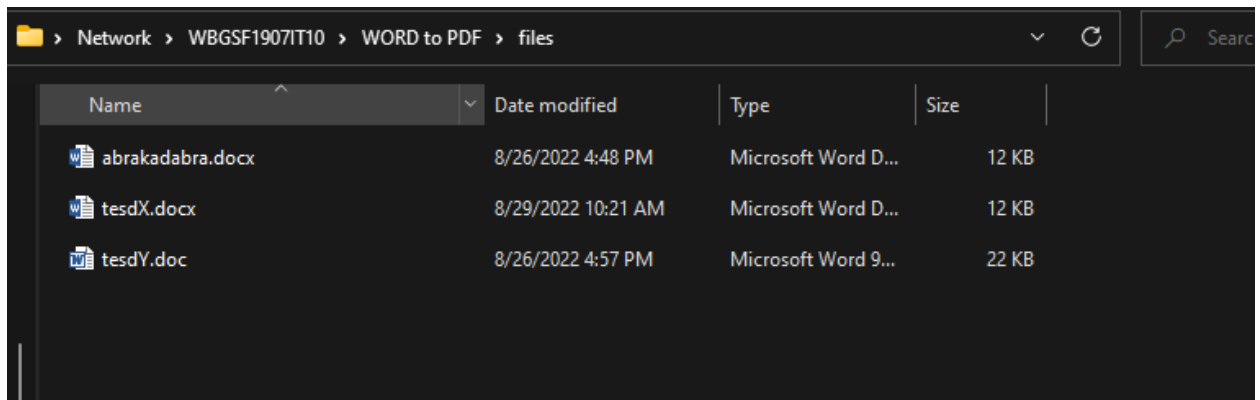 Network > WBGSF1907IT10 > WORD to PDF > files Searc
Name Date modified Type Size
abrakadabra.docx 8/26/2022 4:48 PM Microsoft Word D... 12 KB
tesdX.docx 8/29/2022 10:21 AM Microsoft Word D... 12 KB
tesdY.doc 8/26/2022 4:57 PM Microsoft Word 9... 22 KB